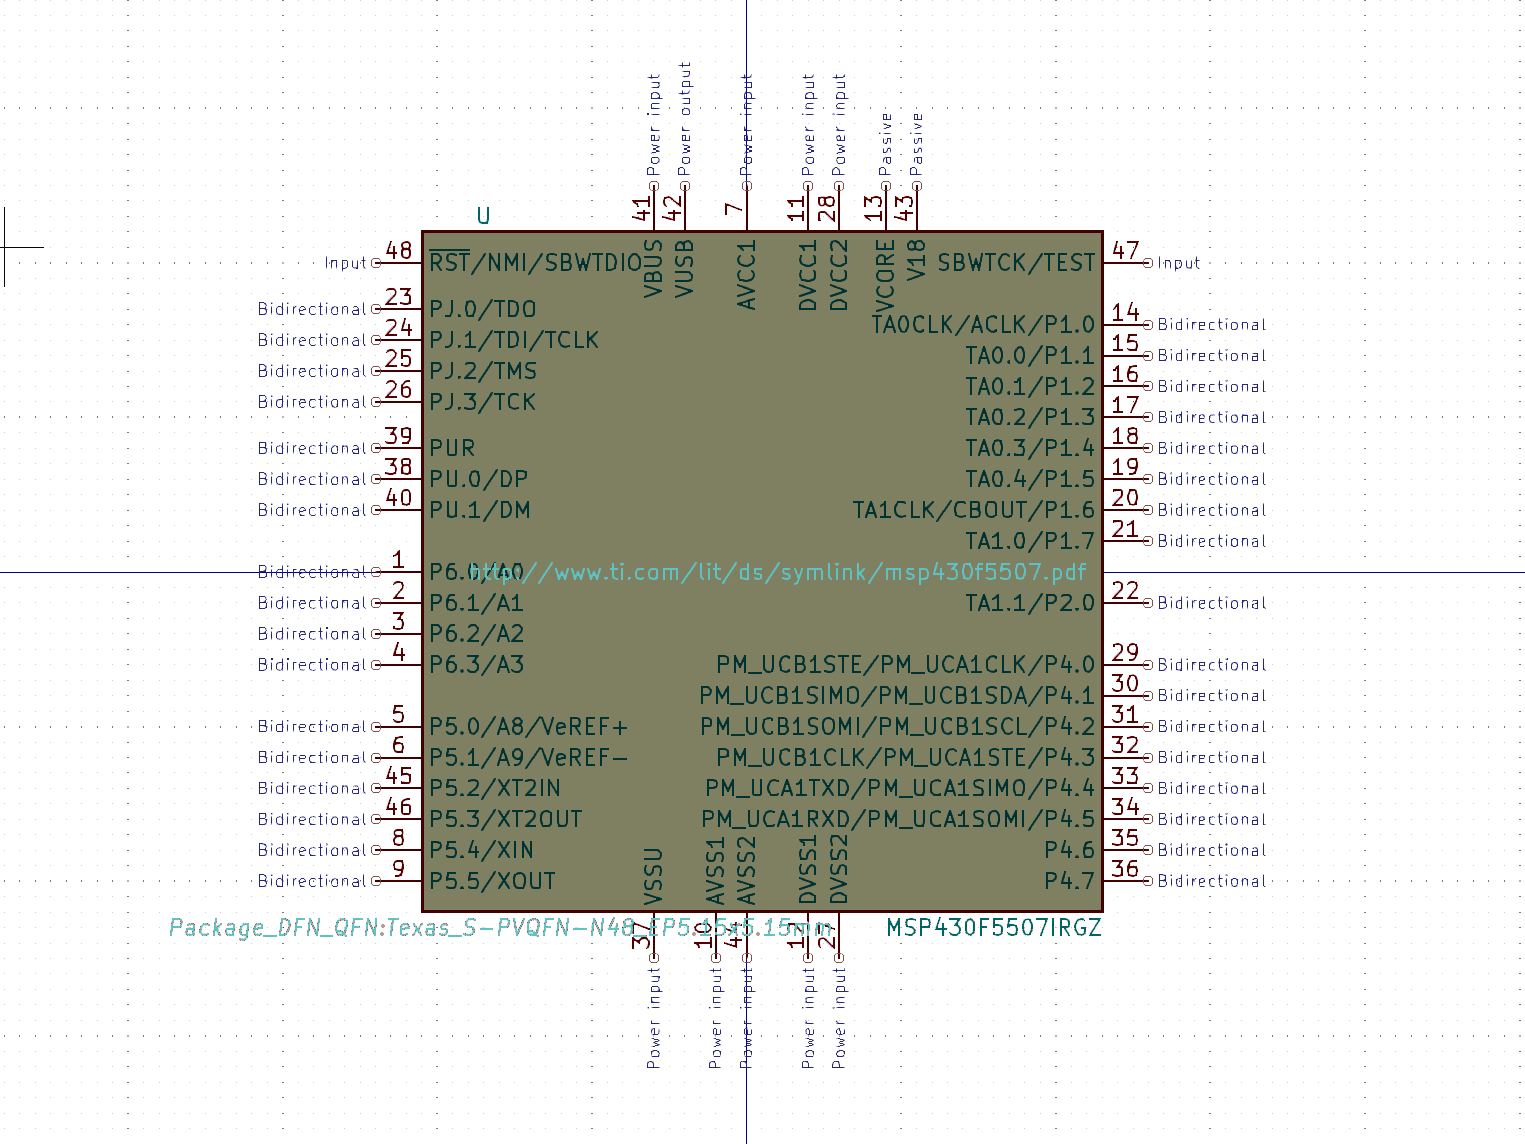 Power input
Power output
Power input
Power input
Power input
Passive
Passive
41
42
7
11
28
13
43
U
VBUS
VUSB
AVCC1
DVCC1
DVCC2
VCORE
V18
Input 48 RST/NMI/SBWTDIO
SBWTCK/TEST 47 Input
Bidirectional 23 PJ.0/TDO
Bidirectional 24 PJ.1/TDI/TCLK
Bidirectional 25 PJ.2/TMS
Bidirectional 26 PJ.3/TCK
Bidirectional 39 PUR
Bidirectional 38 PU.0/DP
Bidirectional 40 PU.1/DM
Bidirectional 1 P6.0/A0
Bidirectional 2 P6.1/A1
Bidirectional 3 P6.2/A2
Bidirectional 4 P6.3/A3
Bidirectional 5 P5.0/A8/VeREF+
Bidirectional 6 P5.1/A9/VeREF-
Bidirectional 45 P5.2/XT2IN
Bidirectional 46 P5.3/XT2OUT
Bidirectional 8 P5.4/XIN
Bidirectional 9 P5.5/XOUT
http://www.ti.com/lit/ds/symlink/msp430f5507.pdf
TA0CLK/ACLK/P1.0 14 Bidirectional
TA0.0/P1.1 15 Bidirectional
TA0.1/P1.2 16 Bidirectional
TA0.2/P1.3 17 Bidirectional
TA0.3/P1.4 18 Bidirectional
TA0.4/P1.5 19 Bidirectional
TA1CLK/CBOUT/P1.6 20 Bidirectional
TA1.0/P1.7 21 Bidirectional
TA1.1/P2.0 22 Bidirectional
PM_UCB1STE/PM_UCA1CLK/P4.0 29 Bidirectional
PM_UCB1SIMO/PM_UCB1SDA/P4.1 30 Bidirectional
PM_UCB1SOMI/PM_UCB1SCL/P4.2 31 Bidirectional
PM_UCB1CLK/PM_UCA1STE/P4.3 32 Bidirectional
PM_UCA1TXD/PM_UCA1SIMO/P4.4 33 Bidirectional
PM_UCA1RXD/PM_UCA1SOMI/P4.5 34 Bidirectional
P4.6 35 Bidirectional
P4.7 36 Bidirectional
VSSU
AVSS1
AVSS2
DVSS1
DVSS2
Package_DFN_QFN:Texas_S-PVQFN-N48_EP5.15x5.15mm
MSP430F5507IRGZ
37
10
27
Power input
Power input
Power input
Power input
Power input